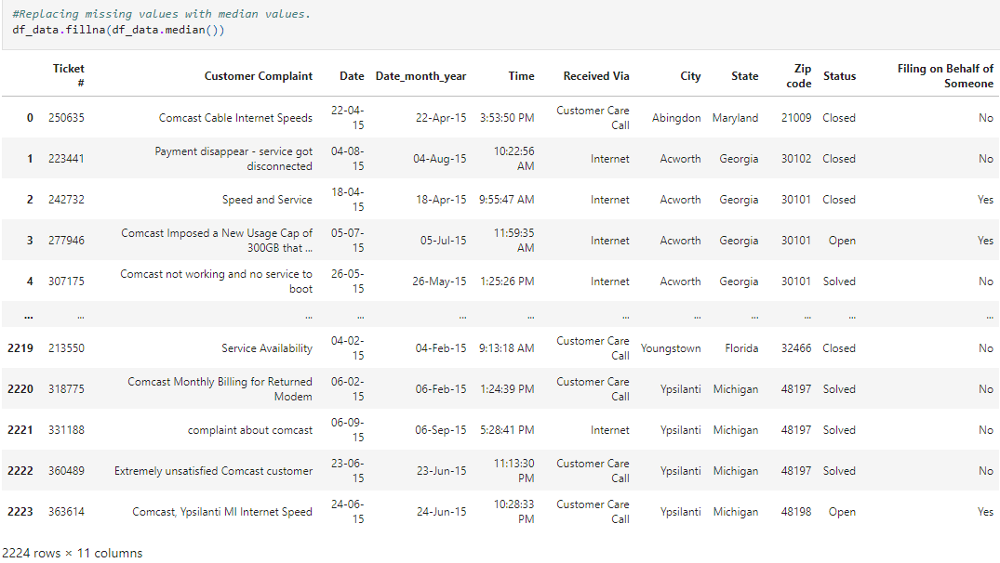 #Replacing missing values with median values.
df_data.fillna(df_data.median())
Ticket # Customer Complaint Date Date_month_year Time Received Via City State Zip code Status Filing on Behalf of Someone
0 250635 Comcast Cable Internet Speeds 22-04-15 22-Apr-15 3:53:50 PM Customer Care Call Abingdon Maryland 21009 Closed No
1 223441 Payment disappear - service got disconnected 04-08-15 04-Aug-15 10:22:56 AM Internet Acworth Georgia 30102 Closed No
2 242732 Speed and Service 18-04-15 18-Apr-15 9:55:47 AM Internet Acworth Georgia 30101 Closed Yes
3 277946 Comcast Imposed a New Usage Cap of 300GB that ... 05-07-15 05-Jul-15 11:59:35 AM Internet Acworth Georgia 30101 Open Yes
4 307175 Comcast not working and no service to boot 26-05-15 26-May-15 1:25:26 PM Internet Acworth Georgia 30101 Solved No
... ... ... ... ... ... ... ... ... ... ... ...
2219 213550 Service Availability 04-02-15 04-Feb-15 9:13:18 AM Customer Care Call Youngstown Florida 32466 Closed No
2220 318775 Comcast Monthly Billing for Returned Modem 06-02-15 06-Feb-15 1:24:39 PM Customer Care Call Ypsilanti Michigan 48197 Solved No
2221 331188 complaint about comcast 06-09-15 06-Sep-15 5:28:41 PM Internet Ypsilanti Michigan 48197 Solved No
2222 360489 Extremely unsatisfied Comcast customer 23-06-15 23-Jun-15 11:13:30 PM Customer Care Call Ypsilanti Michigan 48197 Solved No
2223 363614 Comcast, Ypsilanti MI Internet Speed 24-06-15 24-Jun-15 10:28:33 PM Customer Care Call Ypsilanti Michigan 48198 Open Yes
2224 rows × 11 columns